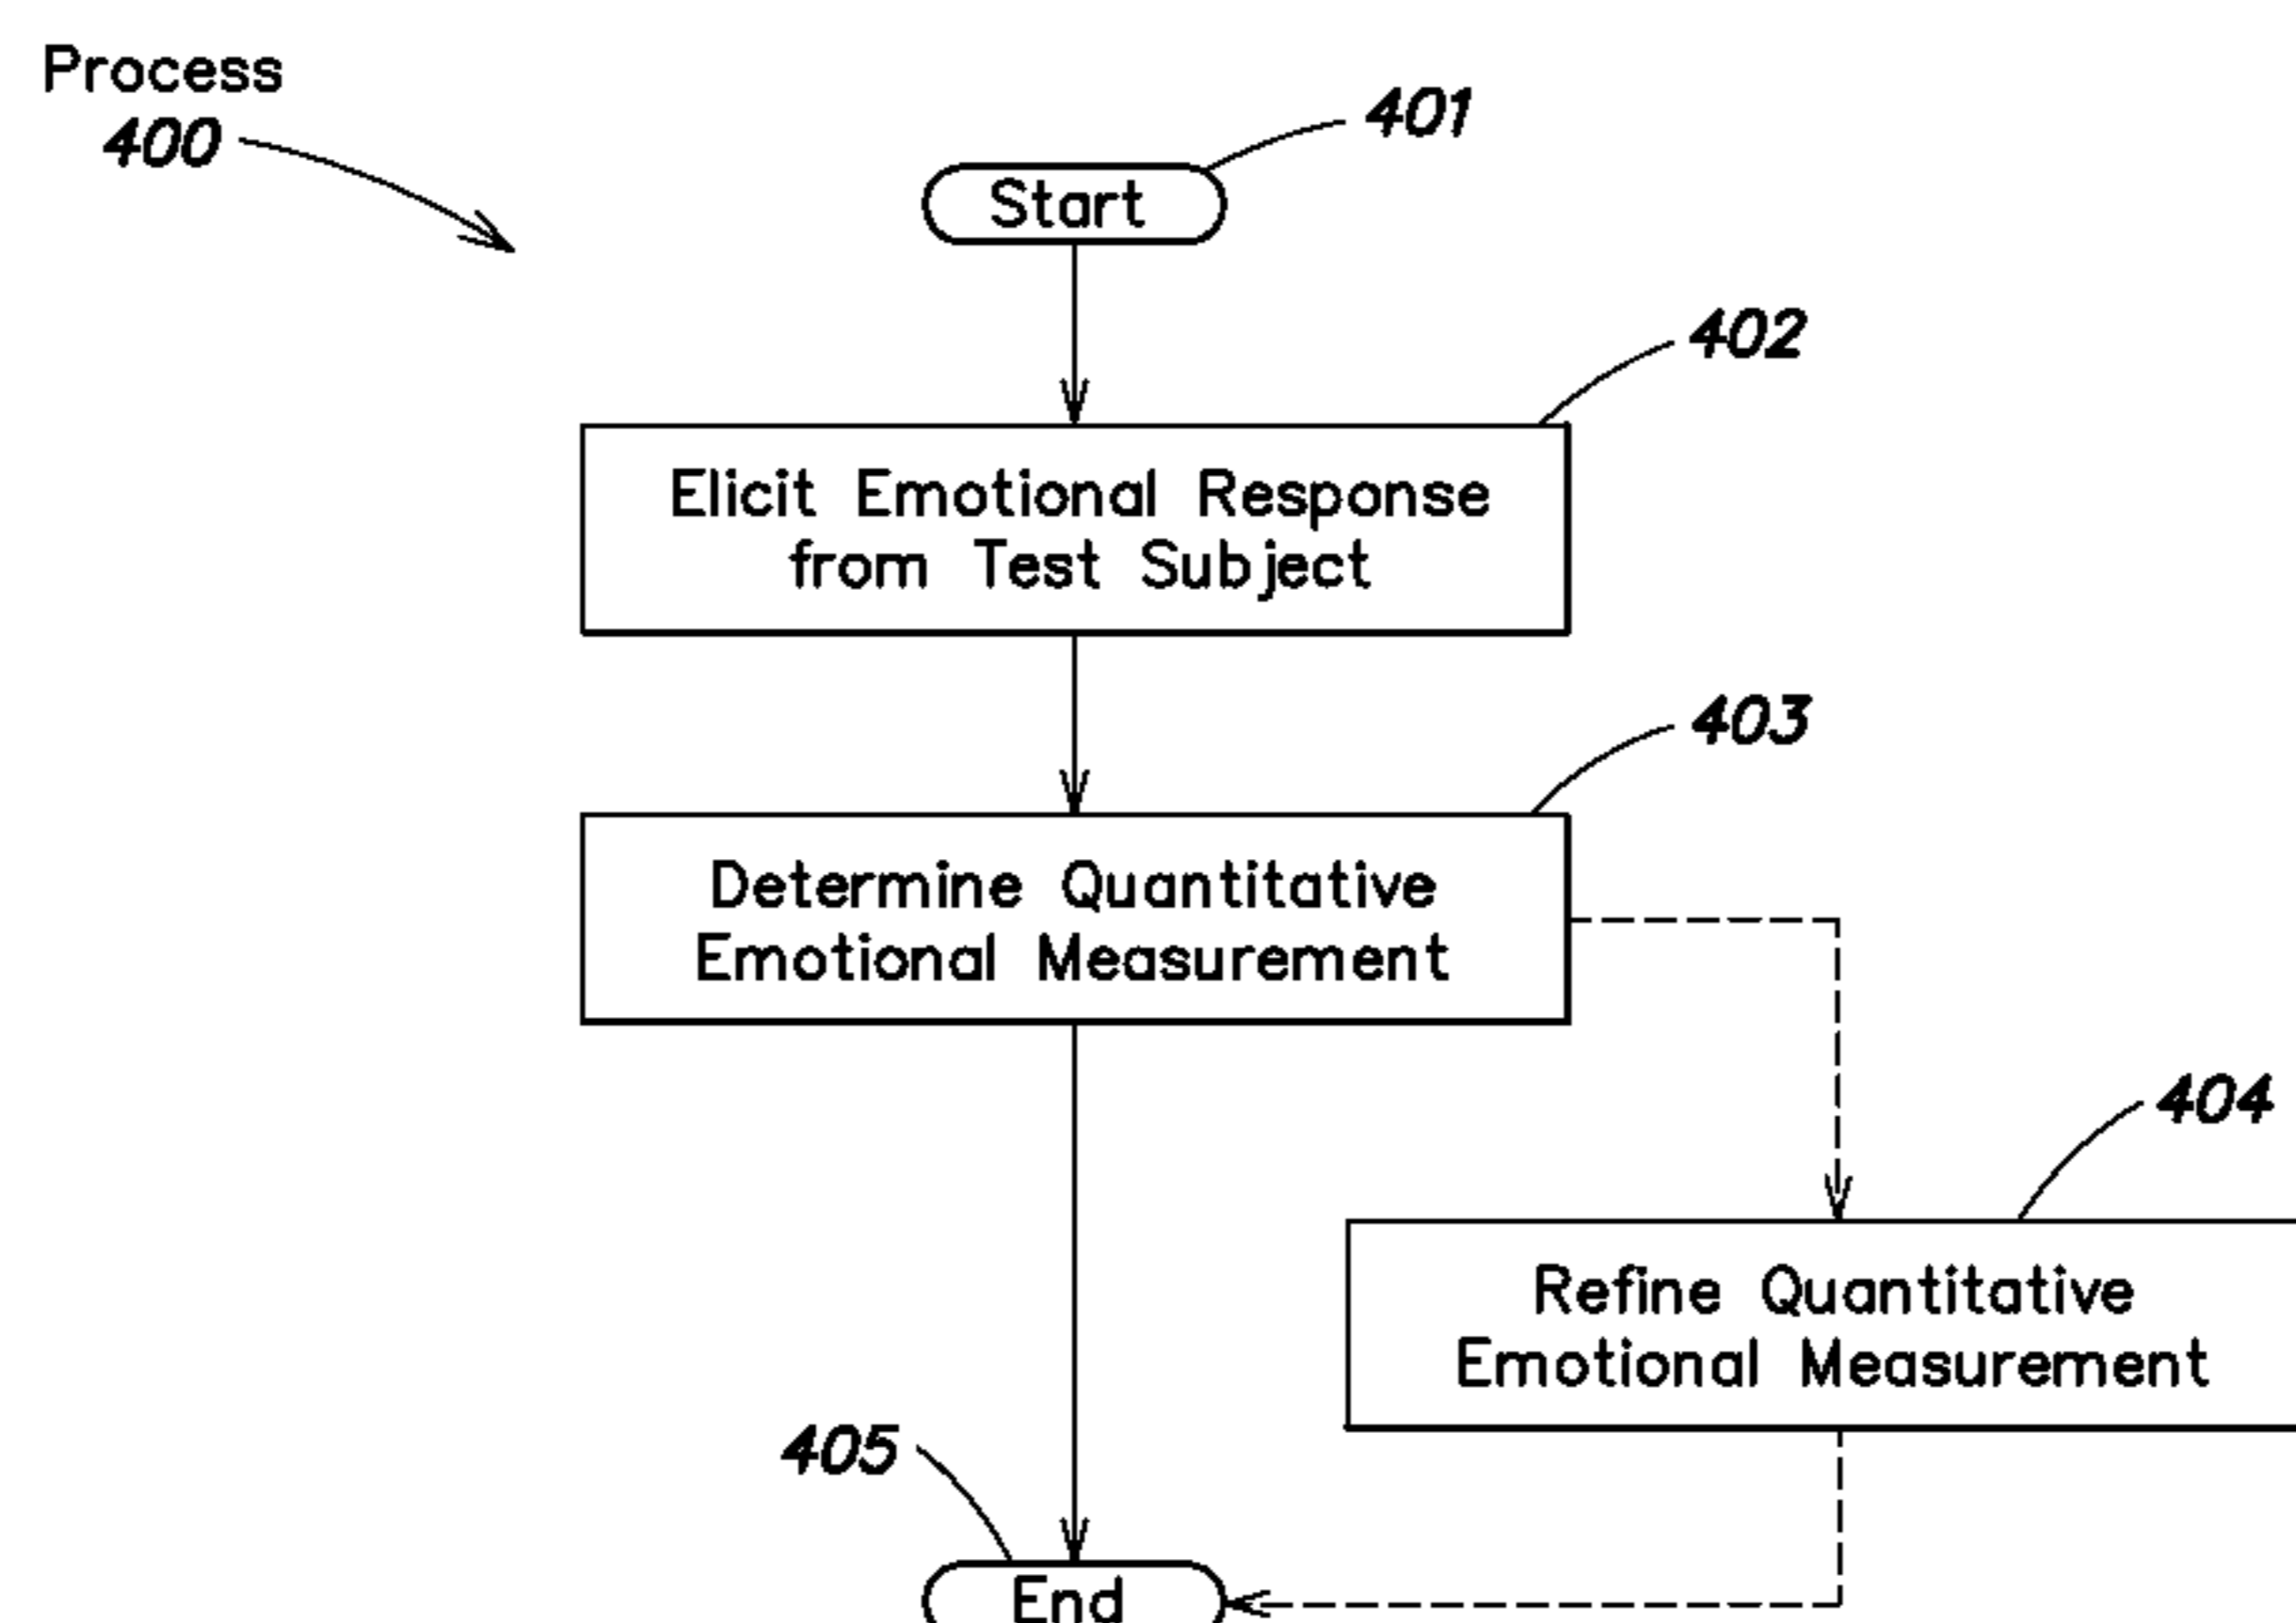 Process
400
401
Start
402
Elicit Emotional Response
from Test Subject
403
Determine Quantitative
Emotional Measurement
404
Refine Quantitative
Emotional Measurement
405
End